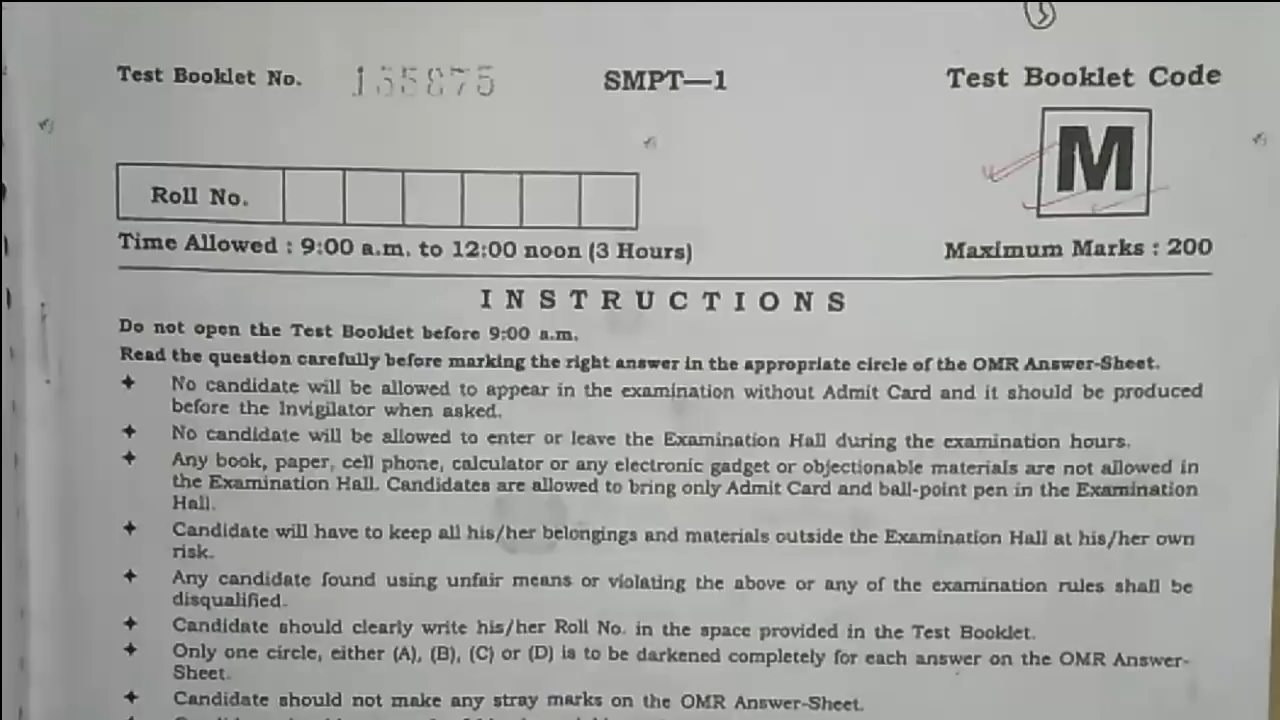 Test Booklet No. 155875 SMPT—1 Test Booklet Code
M
Roll No.
Time Allowed : 9:00 a.m. to 12:00 noon (3 Hours) Maximum Marks : 200
INSTRUCTIONS
Do not open the Test Booklet before 9:00 a.m.
Read the question carefully before marking the right answer in the appropriate circle of the OMR Answer-Sheet.
✦ No candidate will be allowed to appear in the examination without Admit Card and it should be produced
before the Invigilator when asked.
✦ No candidate will be allowed to enter or leave the Examination Hall during the examination hours.
✦ Any book, paper, cell phone, calculator or any electronic gadget or objectionable materials are not allowed in
the Examination Hall. Candidates are allowed to bring only Admit Card and ball-point pen in the Examination
Hall.
✦ Candidate will have to keep all his/her belongings and materials outside the Examination Hall at his/her own
risk.
✦ Any candidate found using unfair means or violating the above or any of the examination rules shall be
disqualified.
✦ Candidate should clearly write his/her Roll No. in the space provided in the Test Booklet.
✦ Only one circle, either (A), (B), (C) or (D) is to be darkened completely for each answer on the OMR Answer-
Sheet.
✦ Candidate should not make any stray marks on the OMR Answer-Sheet.